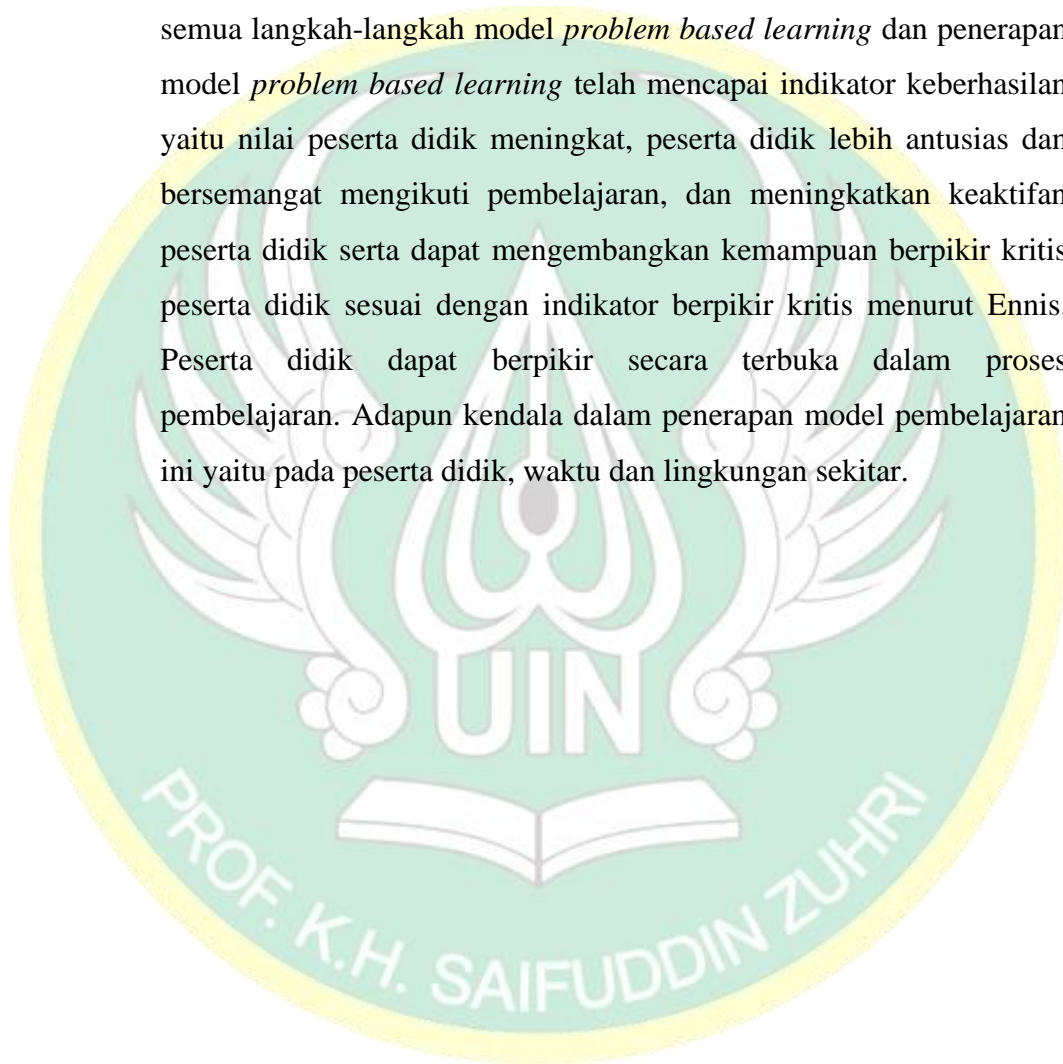 semua langkah-langkah model problem based learning dan penerapan
model problem based learning telah mencapai indikator keberhasilan
yaitu nilai peserta didik meningkat, peserta didik lebih antusias dan
bersemangat mengikuti pembelajaran, dan meningkatkan keaktifan
peserta didik serta dapat mengembangkan kemampuan berpikir kritis
peserta didik sesuai dengan indikator berpikir kritis menurut Ennis.
Peserta didik dapat berpikir secara terbuka dalam proses
pembelajaran. Adapun kendala dalam penerapan model pembelajaran
ini yaitu pada peserta didik, waktu dan lingkungan sekitar.
UIN
PROF. K.H. SAIFUDDIN ZUHRI